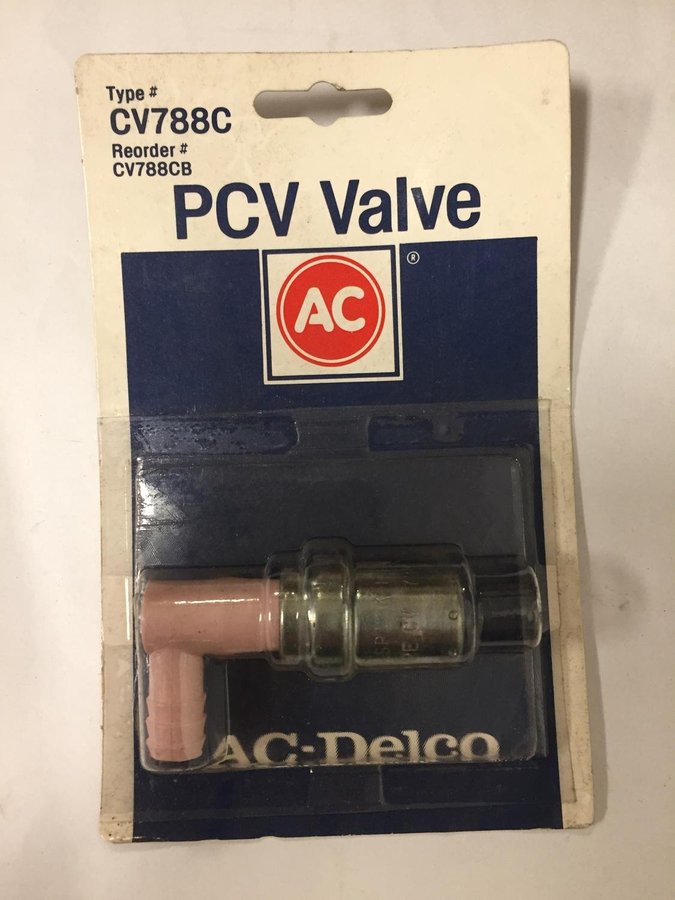 Type #
CV788C
Reorder #
CV788CB
PCV Valve
AC ®
AC-Delco